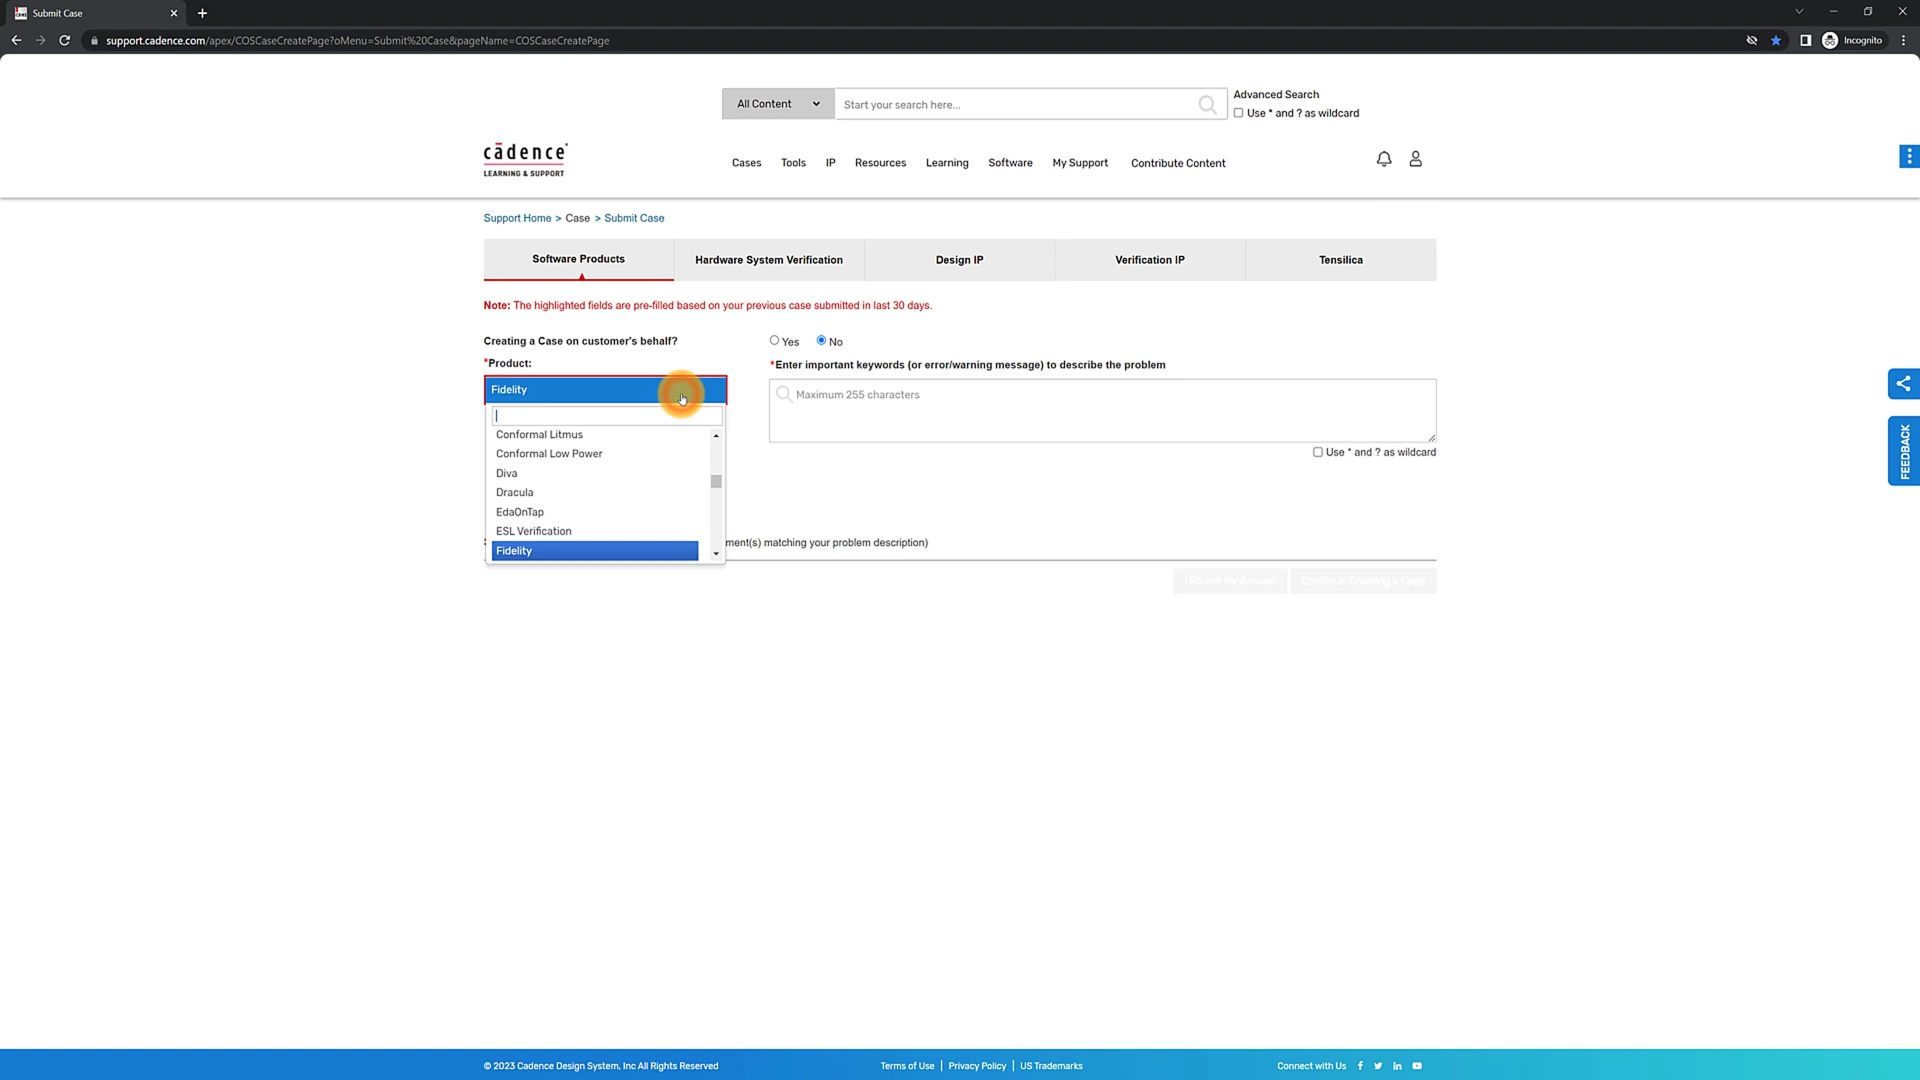 Submit Case
support.cadence.com/apex/COSCaseCreatePage?oMenu=Submit%20Case&pageName=COSCaseCreatePage
Incognito
All Content
Start your search here...
Advanced Search
Use * and ? as wildcard
cādence
LEARNING & SUPPORT
Cases Tools IP Resources Learning Software My Support Contribute Content
Support Home > Case > Submit Case
Software Products Hardware System Verification Design IP Verification IP Tensilica
Note: The highlighted fields are pre-filled based on your previous case submitted in last 30 days.
Creating a Case on customer's behalf? Yes No
*Product:
*Enter important keywords (or error/warning message) to describe the problem
Fidelity
Maximum 255 characters
Conformal Litmus
Conformal Low Power
Use * and ? as wildcard
Diva
Dracula
EdaOnTap
ESL Verification
Fidelity
ment(s) matching your problem description)
I Found My Answer Continue Creating a Case
FEEDBACK
© 2023 Cadence Design System, Inc All Rights Reserved
Terms of Use | Privacy Policy | US Trademarks
Connect with Us